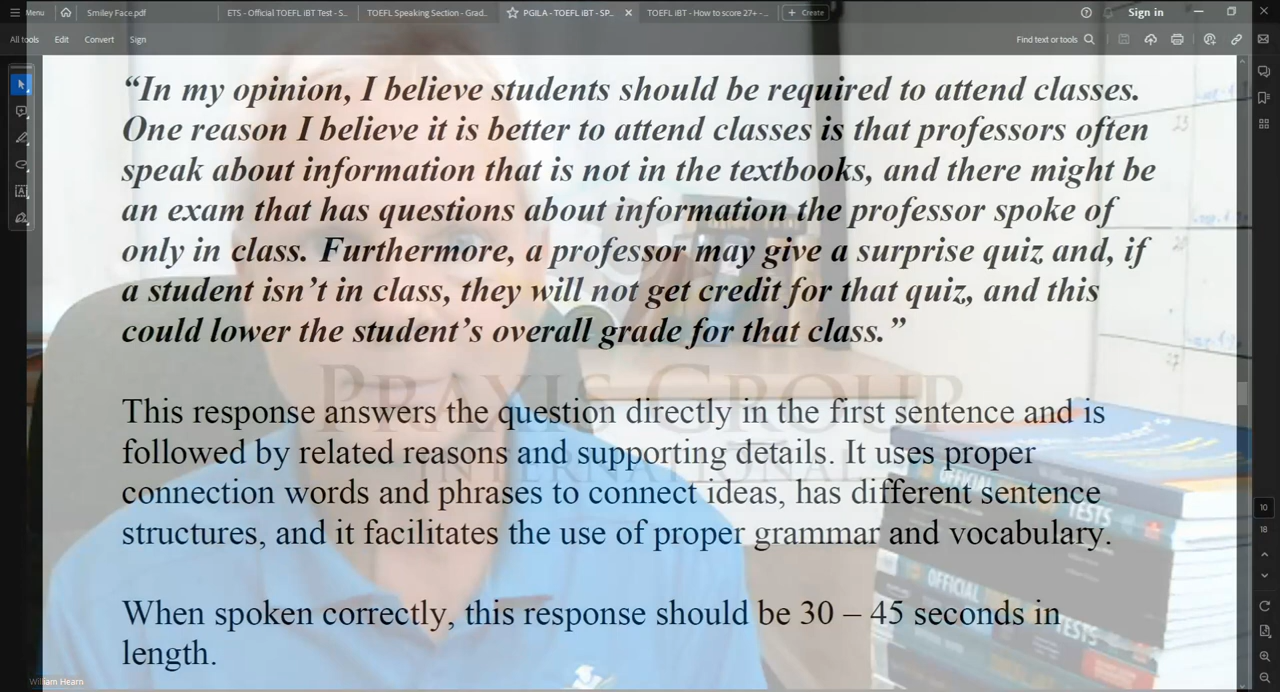 Menu
Smiley Face.pdf
ETS - Official TOEFL iBT Test - S...
TOEFL Speaking Section - Grad...
PGILA - TOEFL iBT - SP...
TOEFL iBT - How to score 27+ - ...
Create
Sign in
All tools
Edit
Convert
Sign
Find text or tools
“In my opinion, I believe students should be required to attend classes.
One reason I believe it is better to attend classes is that professors often
speak about information that is not in the textbooks, and there might be
an exam that has questions about information the professor spoke of
only in class. Furthermore, a professor may give a surprise quiz and, if
a student isn’t in class, they will not get credit for that quiz, and this
could lower the student’s overall grade for that class.”
PRAXIS GROUP
INTERNATIONAL
This response answers the question directly in the first sentence and is
followed by related reasons and supporting details. It uses proper
connection words and phrases to connect ideas, has different sentence
structures, and it facilitates the use of proper grammar and vocabulary.
When spoken correctly, this response should be 30 – 45 seconds in
length.
OFFICIAL
TESTS
OFFICIAL
TESTS
10
18
William Hearn